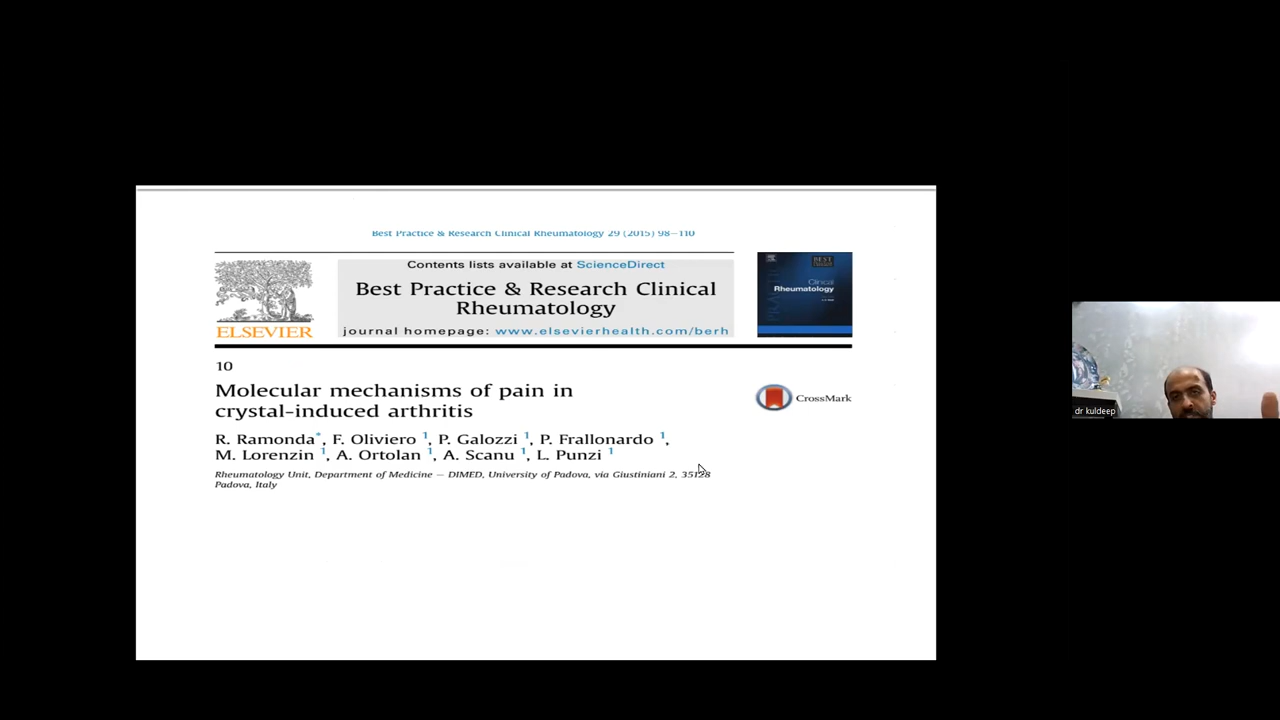 Best Practice & Research Clinical Rheumatology 29 (2015) 98–110
Contents lists available at ScienceDirect
Best Practice & Research Clinical
Rheumatology
journal homepage: www.elsevierhealth.com/berh
ELSEVIER
BEST
Clinical
Rheumatology
10
Molecular mechanisms of pain in
crystal-induced arthritis
CrossMark
R. Ramonda*, F. Oliviero 1, P. Galozzi 1, P. Frallonardo 1,
M. Lorenzin 1, A. Ortolan 1, A. Scanu 1, L. Punzi 1
Rheumatology Unit, Department of Medicine – DIMED, University of Padova, via Giustiniani 2, 35128
Padova, Italy
dr kuldeep